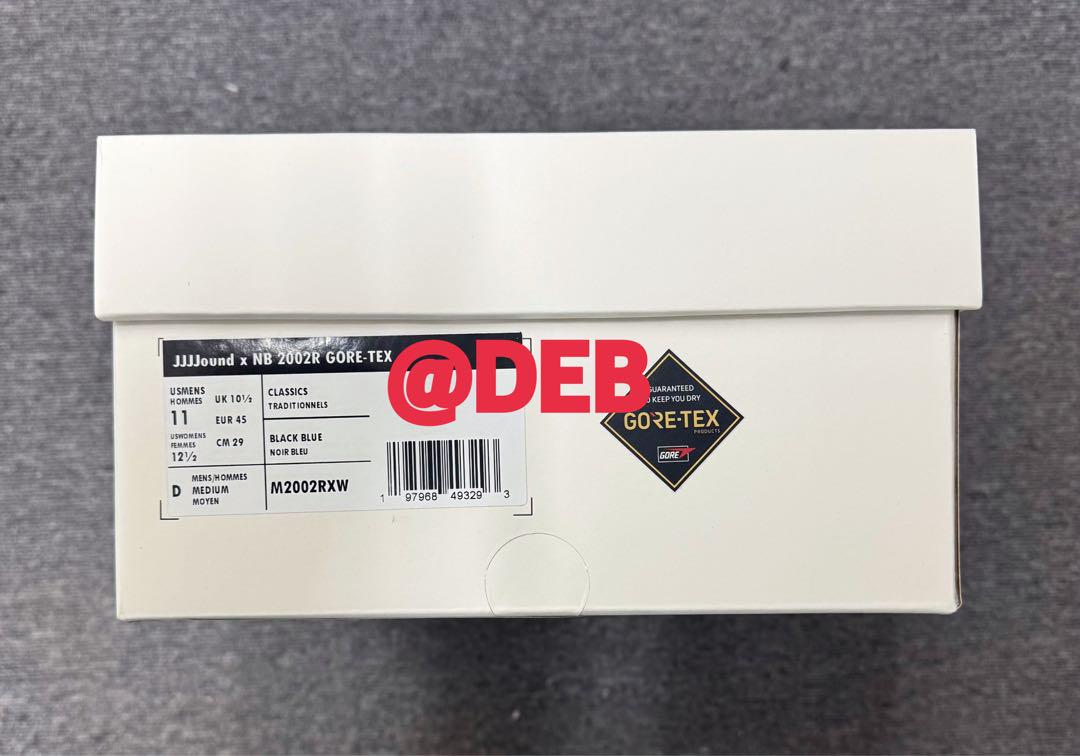 JJJJound x NB 2002R GORE-TEX
@DEB
USMENS
HOMMES
11
UK 10½
EUR 45
USWOMENS
FEMMES
12½
CM 29
D
MENS/HOMMES
MEDIUM
MOYEN
CLASSICS
TRADITIONNELS
BLACK BLUE
NOIR BLEU
M2002RXW
1 97968 49329 3
KEEP YOU DRY
GORE-TEX
PRODUCTS
GORE